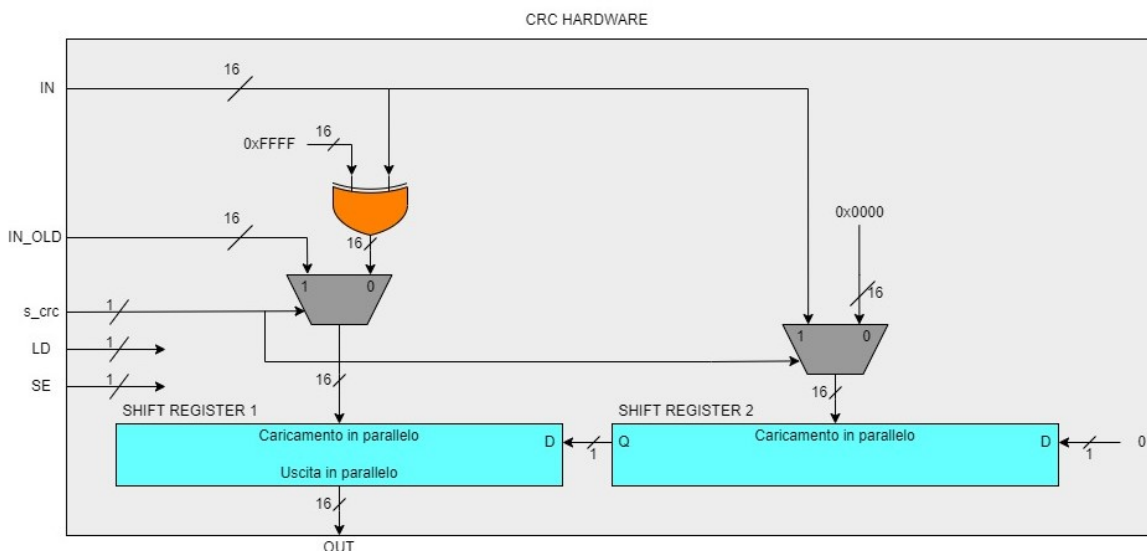 CRC HARDWARE
16
IN
16
0xFFFF
16
0x0000
IN_OLD
16
16
1 0
1
s_crc
1
LD
1
SE
1 0
16
16
SHIFT REGISTER 1
SHIFT REGISTER 2
Caricamento in parallelo
D
1
Q
Caricamento in parallelo
D
1
0
Uscita in parallelo
16
OUT